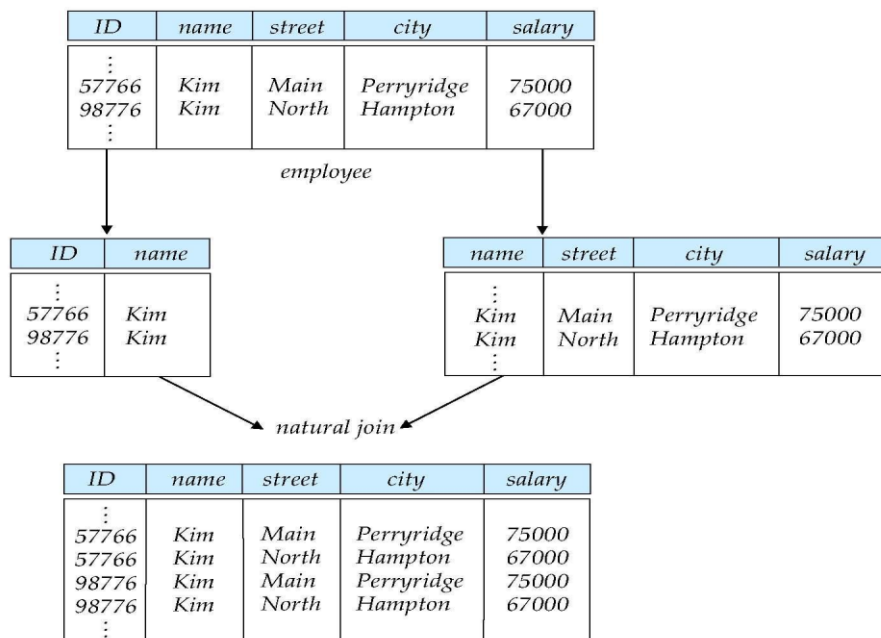 ID name street city salary
⋮
57766 Kim Main Perryridge 75000
98776 Kim North Hampton 67000
⋮
employee
ID name
⋮
57766 Kim
98776 Kim
⋮
name street city salary
⋮
Kim Main Perryridge 75000
Kim North Hampton 67000
⋮
natural join
ID name street city salary
⋮
57766 Kim Main Perryridge 75000
57766 Kim North Hampton 67000
98776 Kim Main Perryridge 75000
98776 Kim North Hampton 67000
⋮